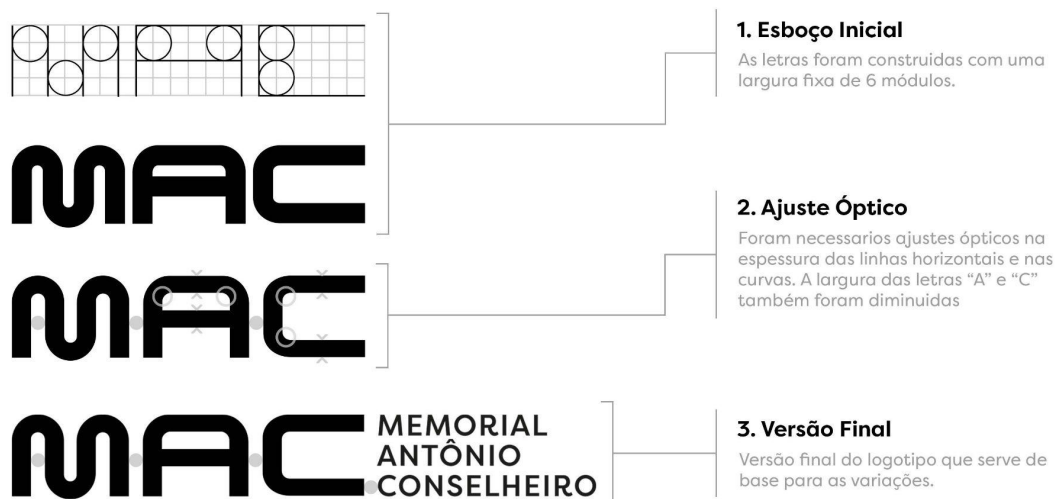 1. Esboço Inicial
As letras foram construidas com uma
largura fixa de 6 módulos.
MAC
2. Ajuste Óptico
Foram necessarios ajustes ópticos na
espessura das linhas horizontais e nas
curvas. A largura das letras “A” e “C”
também foram diminuidas
MAC
MAC
MEMORIAL
ANTÔNIO
CONSELHEIRO
3. Versão Final
Versão final do logotipo que serve de
base para as variações.